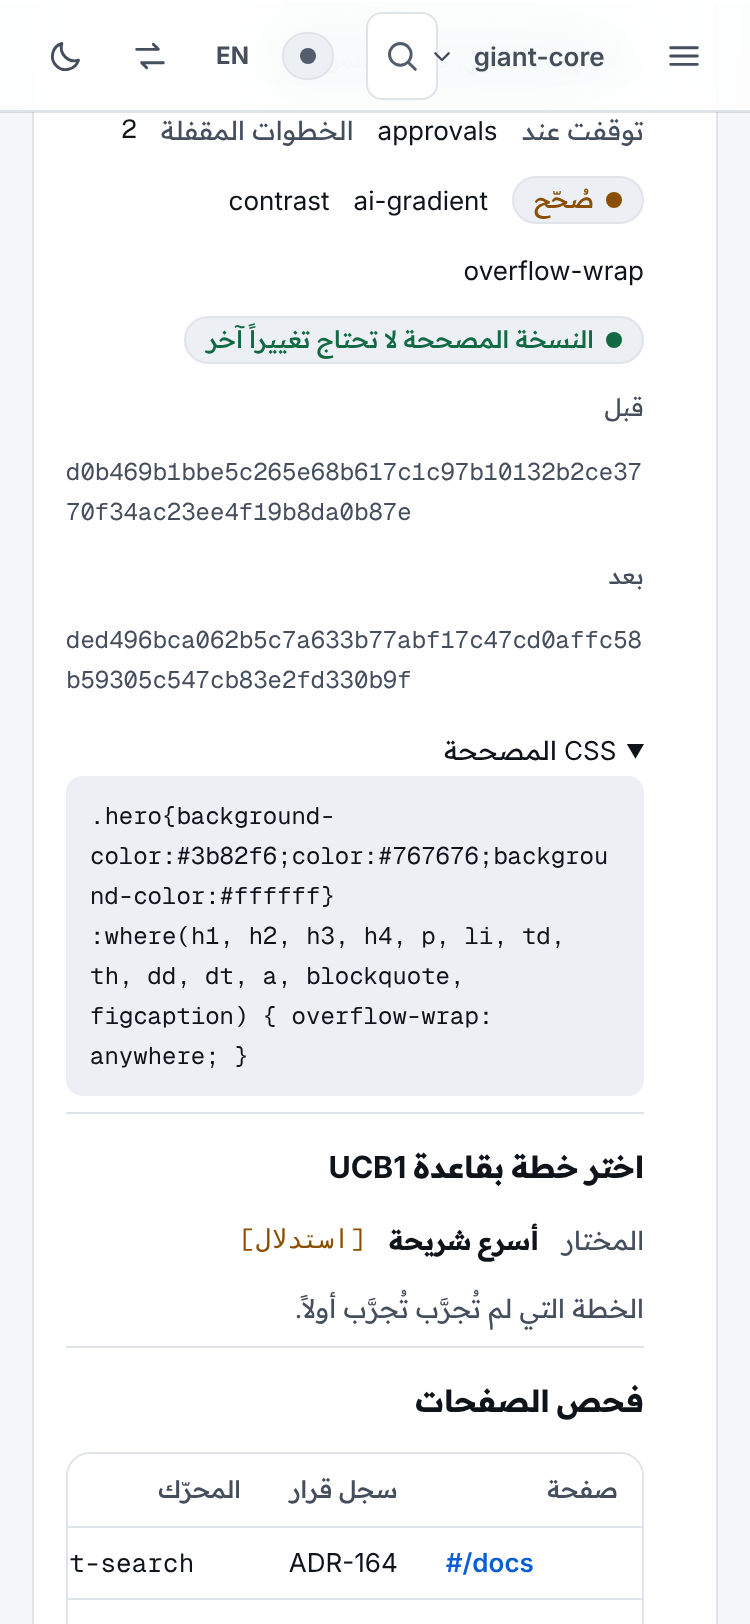 giant-core
EN
توقفت عند approvals الخطوات المقفلة 2
صُحّح ai-gradient contrast
overflow-wrap
النسخة المصححة لا تحتاج تغييراً آخر
قبل
d0b469b1bbe5c265e68b617c1c97b10132b2ce37
70f34ac23ee4f19b8da0b87e
بعد
ded496bca062b5c7a633b77abf17c47cd0affc58
b59305c547cb83e2fd330b9f
▼ CSS المصححة
.hero{background-
color:#3b82f6;color:#767676;backgrou
nd-color:#ffffff}
:where(h1, h2, h3, h4, p, li, td,
th, dd, dt, a, blockquote,
figcaption) { overflow-wrap:
anywhere; }
اختر خطة بقاعدة UCB1
المختار أسرع شريحة [استدلال]
الخطة التي لم تُجرَّب تُجرَّب أولاً.
فحص الصفحات
صفحة سجل قرار المحرّك
#/docs ADR-164 t-search